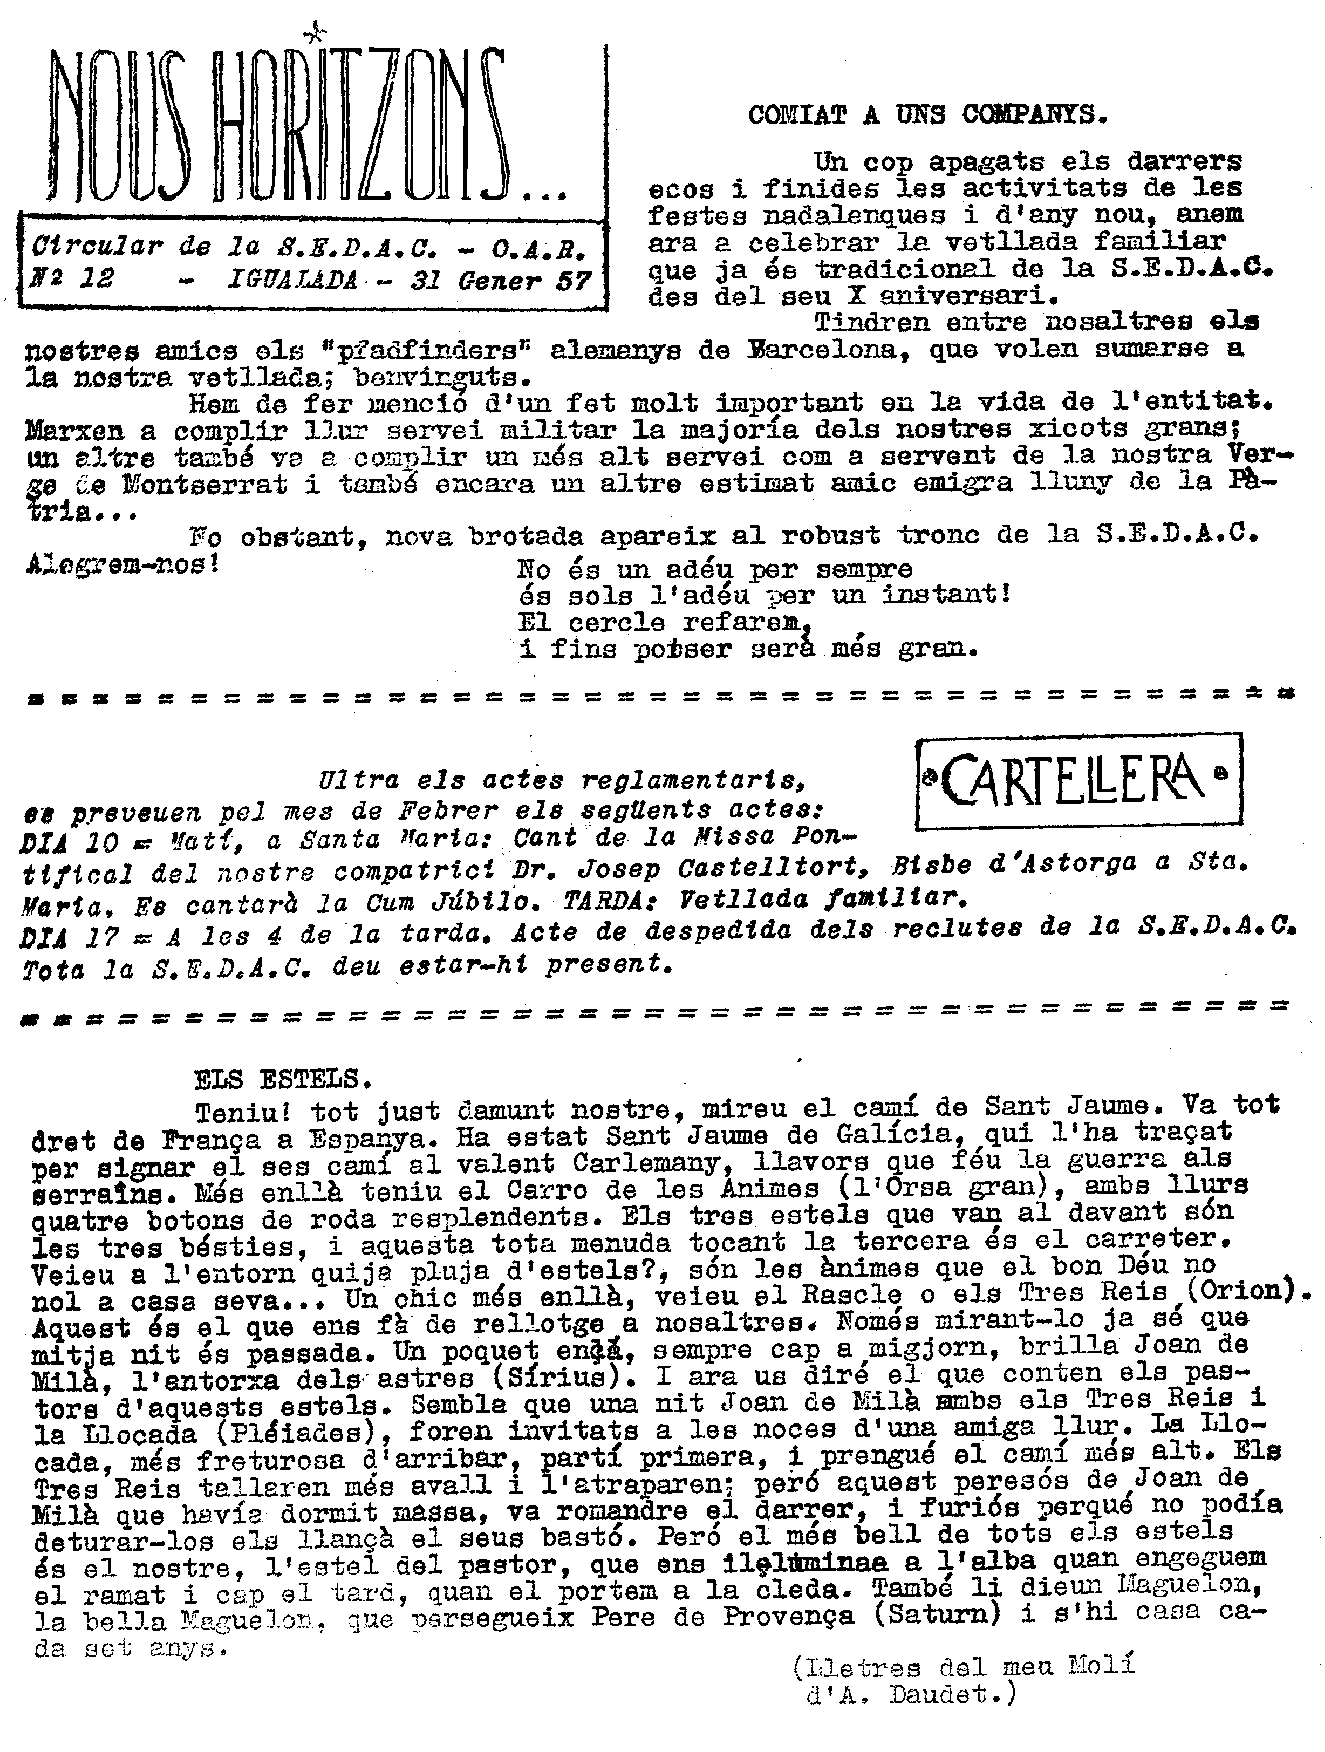 NOUS HORITZONS...
Circular de la S.E.D.A.C. - O.A.R.
Nº 12 - IGUALADA - 31 Gener 57
COMIAT A UNS COMPANYS.
Un cop apagats els darrers
ecos i finides les activitats de les
festes nadalenques i d'any nou, anem
ara a celebrar la vetllada familiar
que ja és tradicional de la S.E.D.A.C.
des del seu X aniversari.
Tindren entre nosaltres els
nostres amics els "pfadfinders" alemanys de Barcelona, que volen sumarse a
la nostra vetllada; benvinguts.
Hem de fer menció d'un fet molt important en la vida de l'entitat.
Marxen a complir llur servei militar la majoría dels nostres xicots grans;
un altre també va a complir un més alt servei com a servent de la nostra Ver-
ge de Montserrat i també encara un altre estimat amic emigra lluny de la Pà-
tria...
No obstant, nova brotada apareix al robust tronc de la S.E.D.A.C.
Alegrem-nos!
No és un adéu per sempre
és sols l'adéu per un instant!
El cercle refarem,
i fins potser serà més gran.
CARTELLERA
Ultra els actes reglamentaris,
es preveuen pel mes de Febrer els següents actes:
DIA 10 = Matí, a Santa Maria: Cant de la Missa Pon-
tifical del nostre compatrici Dr. Josep Castelltort, Bisbe d'Astorga a Sta.
Maria. Es cantarà la Cum Júbilo. TARDA: Vetllada familiar.
DIA 17 = A les 4 de la tarda. Acte de despedida dels reclutes de la S.E.D.A.C.
Tota la S.E.D.A.C. deu estar-hi present.
ELS ESTELS.
Teniu! tot just damunt nostre, mireu el camí de Sant Jaume. Va tot
dret de França a Espanya. Ha estat Sant Jaume de Galícia, qui l'ha traçat
per signar el ses camí al valent Carlemany, llavors que féu la guerra als
serraïns. Més enllà teniu el Carro de les Ànimes (l'Orsa gran), ambs llurs
quatre botons de roda resplendents. Els tres estels que van al davant són
les tres bésties, i aquesta tota menuda tocant la tercera és el carreter.
Veieu a l'entorn quija pluja d'estels?, són les ànimes que el bon Déu no
nol a casa seva... Un chic més enllà, veieu el Rascle o els Tres Reis (Orion).
Aquest és el que ens fà de rellotge a nosaltres. Només mirant-lo ja sé que
mitja nit és passada. Un poquet ençà, sempre cap a migjorn, brilla Joan de
Milà, l'antorxa dels astres (Sírius). I ara us diré el que conten els pas-
tors d'aquests estels. Sembla que una nit Joan de Milà ambs els Tres Reis i
la Llocada (Pléiades), foren invitats a les noces d'una amiga llur. La Llo-
cada, més freturosa d'arribar, partí primera, i prengué el camí més alt. Els
Tres Reis tallaren més avall i l'atraparen; peró aquest peresós de Joan de
Milà que havía dormit massa, va romandre el darrer, i furiós perqué no podía
deturar-los els llançà el seus bastó. Peró el més bell de tots els estels
és el nostre, l'estel del pastor, que ens a l'alba quan engeguem
el ramat i cap el tard, quan el portem a la cleda. També li dieun Maguelon,
la bella Maguelon, que persegueix Pere de Provença (Saturn) i s'hi casa ca-
da set anys.
(Lletres del meu Molí
d'A. Daudet.)